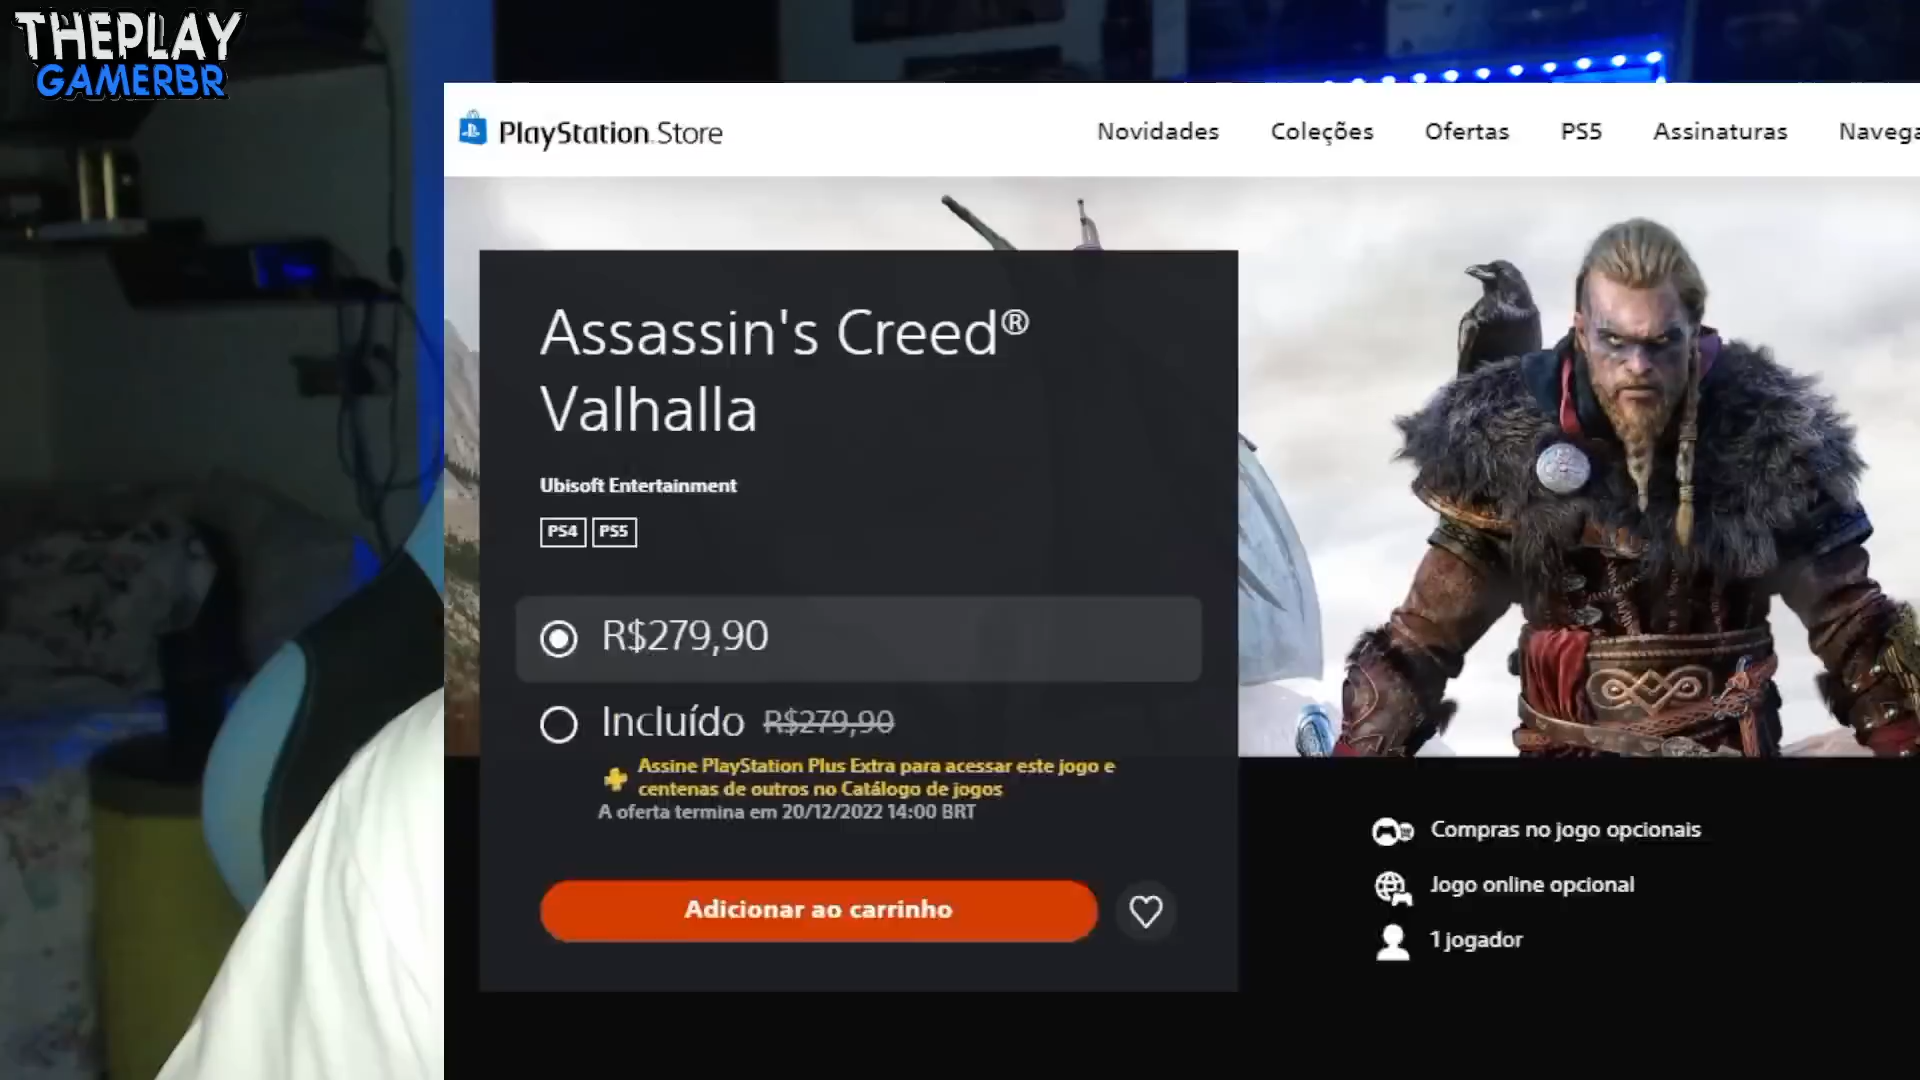 THEPLAY
GAMERBR
PlayStation Store
Novidades
Coleções
Ofertas
PS5
Assinaturas
Navega
Assassin's Creed®
Valhalla
Ubisoft Entertainment
PS4 PS5
R$279,90
Incluído R$279,90
Assine PlayStation Plus Extra para acessar este jogo e
centenas de outros no Catálogo de jogos
A oferta termina em 20/12/2022 14:00 BRT
Adicionar ao carrinho
Compras no jogo opcionais
Jogo online opcional
1 jogador